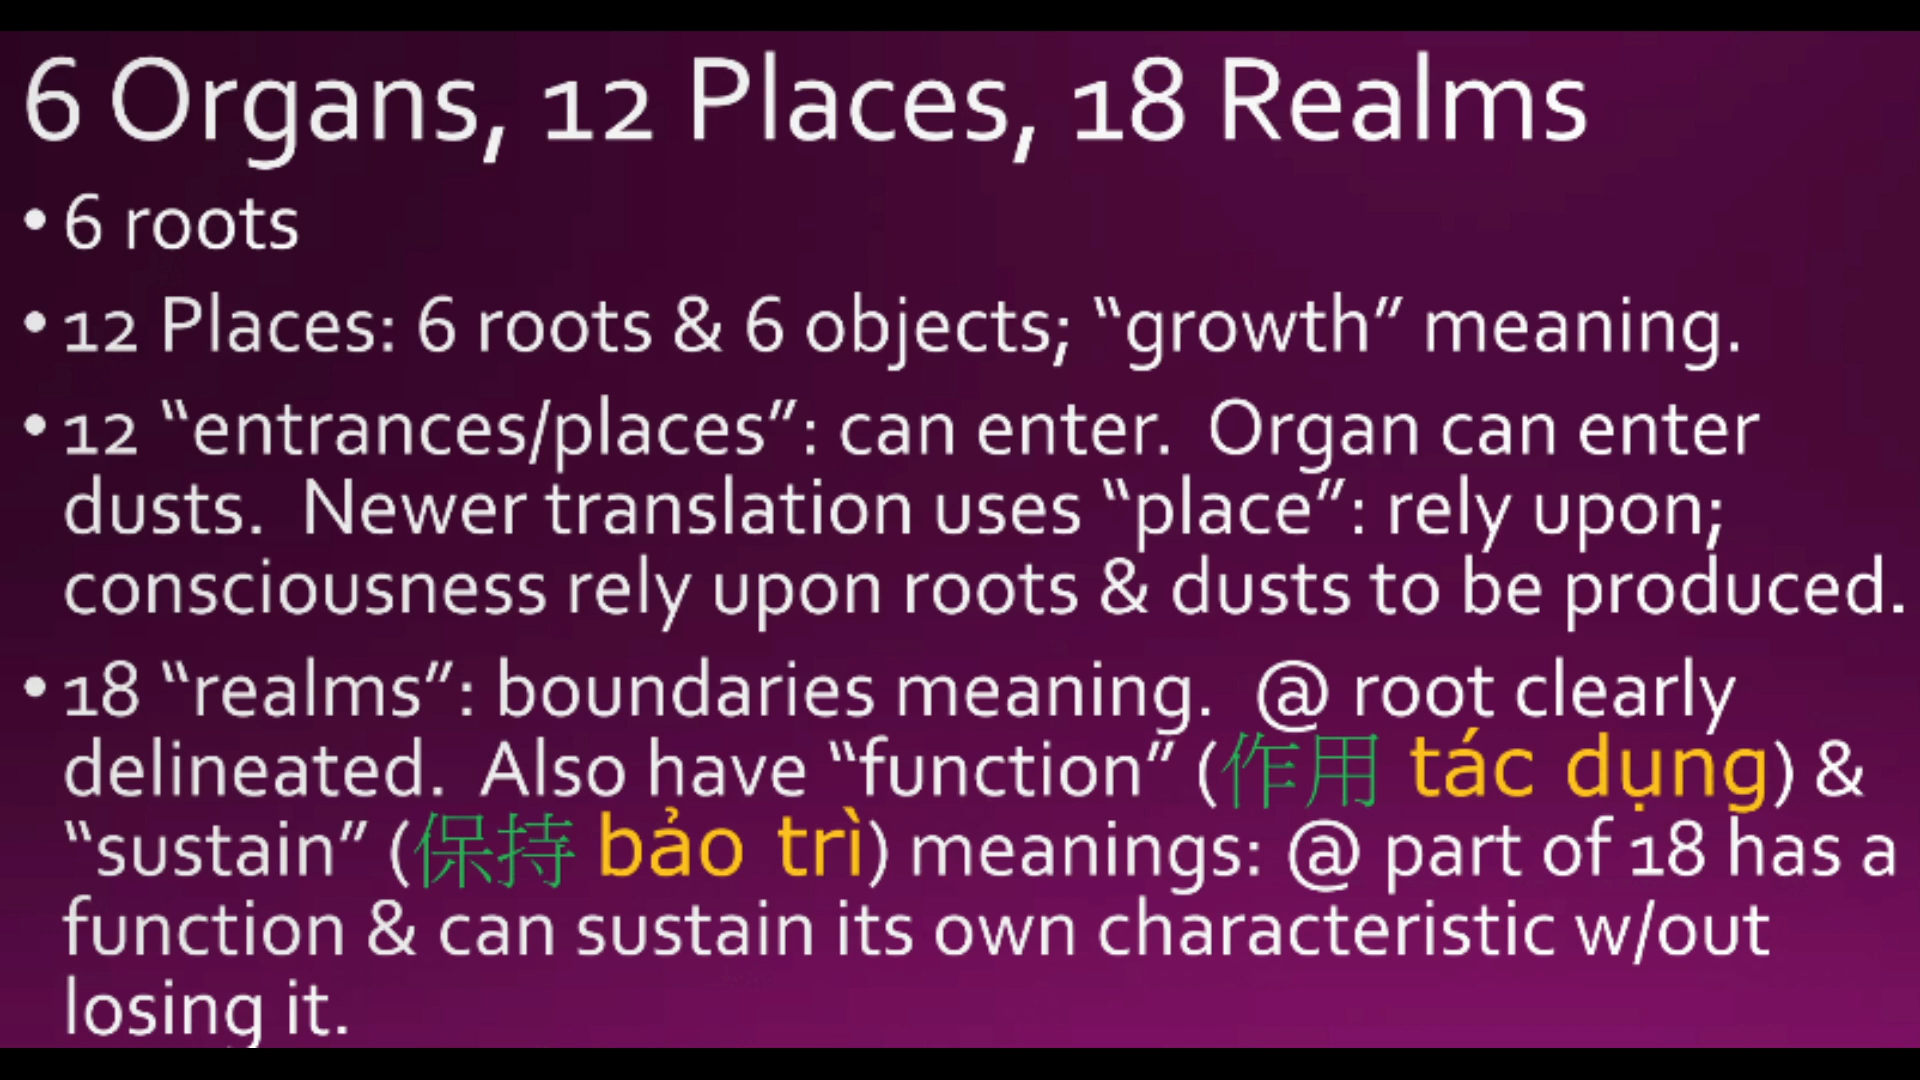 6 Organs, 12 Places, 18 Realms
• 6 roots
• 12 Places: 6 roots & 6 objects; “growth” meaning.
• 12 “entrances/places”: can enter.  Organ can enter
dusts.  Newer translation uses “place”: rely upon;
consciousness rely upon roots & dusts to be produced.
• 18 “realms”: boundaries meaning.  @ root clearly
delineated.  Also have “function” (作用 tác dụng) &
“sustain” (保持 bảo trì) meanings: @ part of 18 has a
function & can sustain its own characteristic w/out
losing it.